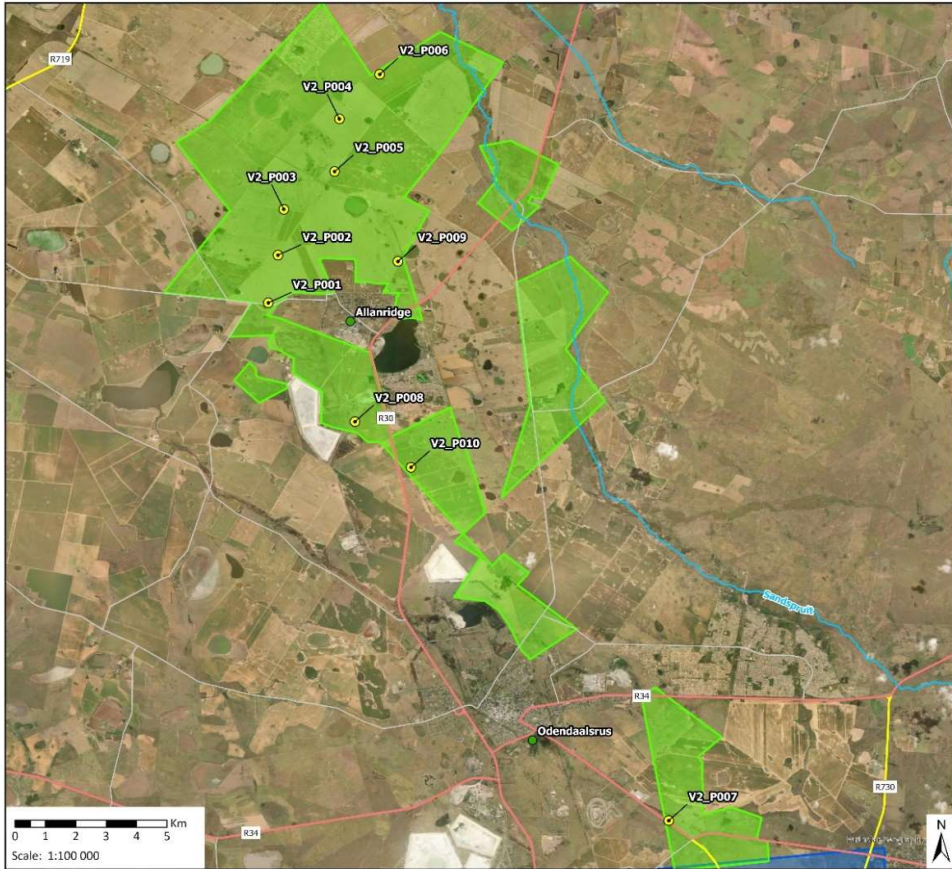 V2_P006
R719
V2_P004
V2_P005
V2_P003
V2_P002
V2_P009
V2_P001
Allanridge
V2_P008
R30
V2_P010
Sandspruit
R34
Odendaalsrus
R730
V2_P007
0 1 2 3 4 5 Km
R34
Scale: 1:100 000
N